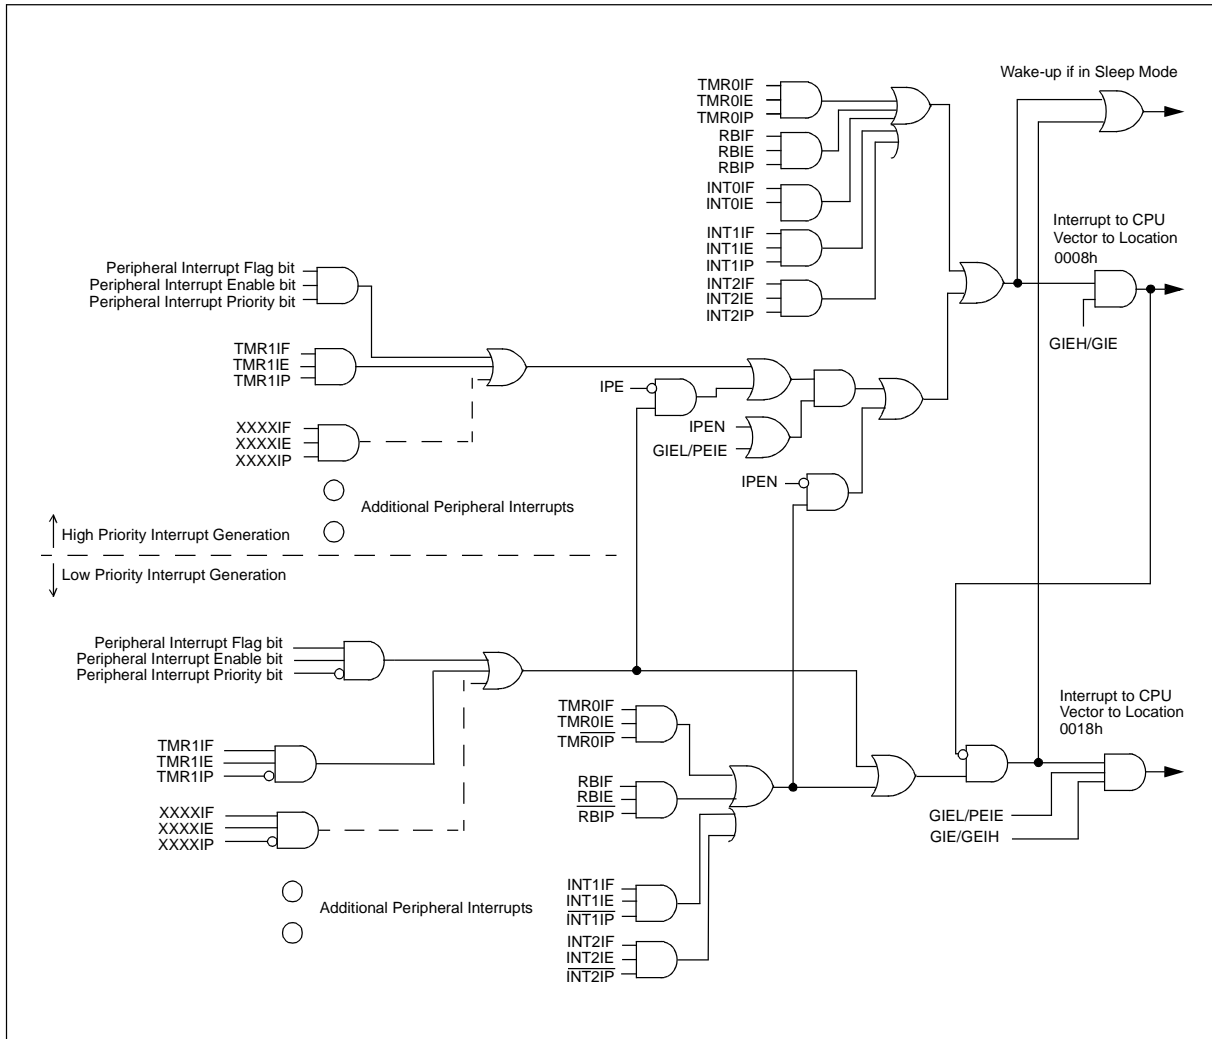 Wake-up if in Sleep Mode
TMR0IF
TMR0IE
TMR0IP
RBIF
RBIE
RBIP
INT0IF
INT0IE
INT1IF
INT1IE
INT1IP
INT2IF
INT2IE
INT2IP
Interrupt to CPU
Vector to Location
0008h
GIEH/GIE
Peripheral Interrupt Flag bit
Peripheral Interrupt Enable bit
Peripheral Interrupt Priority bit
TMR1IF
TMR1IE
TMR1IP
XXXXIF
XXXXIE
XXXXIP
IPE
IPEN
GIEL/PEIE
IPEN
Additional Peripheral Interrupts
High Priority Interrupt Generation
Low Priority Interrupt Generation
Peripheral Interrupt Flag bit
Peripheral Interrupt Enable bit
Peripheral Interrupt Priority bit
TMR1IF
TMR1IE
TMR1IP
XXXXIF
XXXXIE
XXXXIP
Additional Peripheral Interrupts
TMR0IF
TMR0IE
TMR0IP
RBIF
RBIE
RBIP
INT1IF
INT1IE
INT1IP
INT2IF
INT2IE
INT2IP
Interrupt to CPU
Vector to Location
0018h
GIEL/PEIE
GIE/GEIH